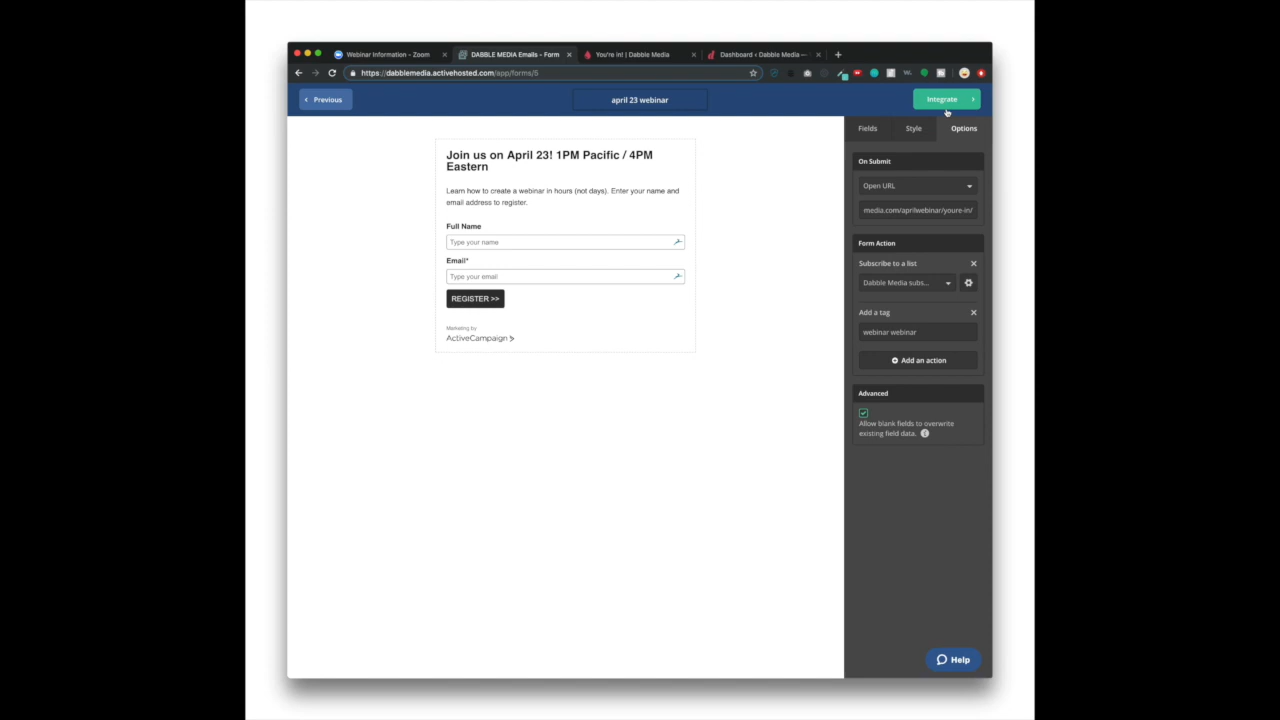 Webinar Information - Zoom
DABBLE MEDIA Emails - Form
You're in! | Dabble Media
Dashboard ‹ Dabble Media —
https://dabblemedia.activehosted.com/app/forms/5
Previous
april 23 webinar
Integrate
Fields
Style
Options
Join us on April 23! 1PM Pacific / 4PM
Eastern
Learn how to create a webinar in hours (not days). Enter your name and
email address to register.
Full Name
Type your name
Email*
Type your email
REGISTER >>
Marketing by
ActiveCampaign >
On Submit
Open URL
media.com/aprilwebinar/youre-in/
Form Action
Subscribe to a list
Dabble Media subs...
Add a tag
webinar webinar
Add an action
Advanced
Allow blank fields to overwrite
existing field data.
Help